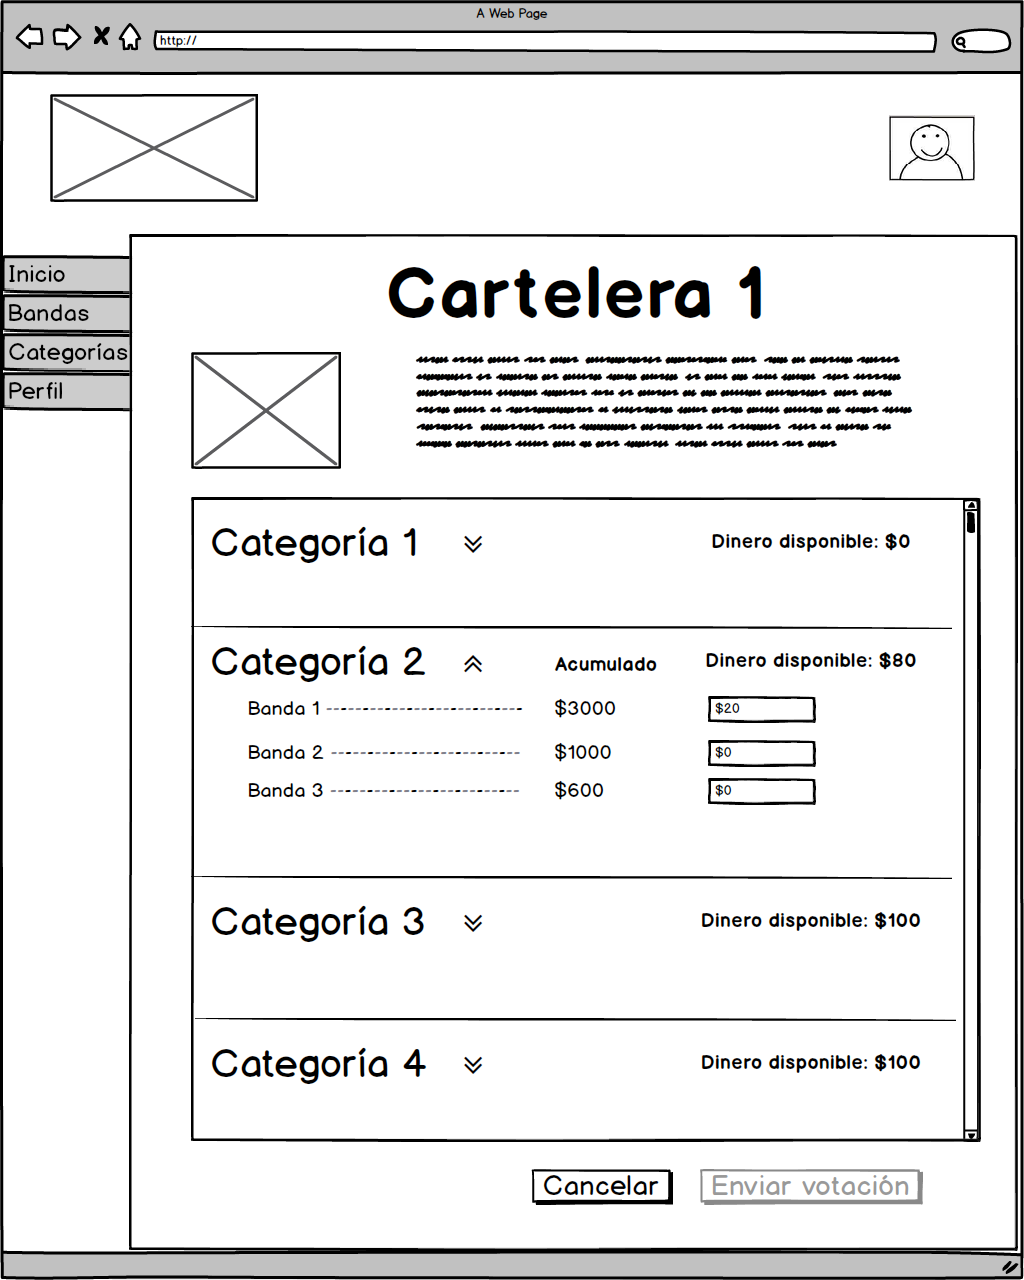 A Web Page
http://
Inicio
Bandas
Categorías
Perfil
Cartelera 1
Categoría 1
Dinero disponible: $0
Categoría 2
Acumulado
Dinero disponible: $80
Banda 1
$3000
$20
Banda 2
$1000
$0
Banda 3
$600
$0
Categoría 3
Dinero disponible: $100
Categoría 4
Dinero disponible: $100
Cancelar
Enviar votación